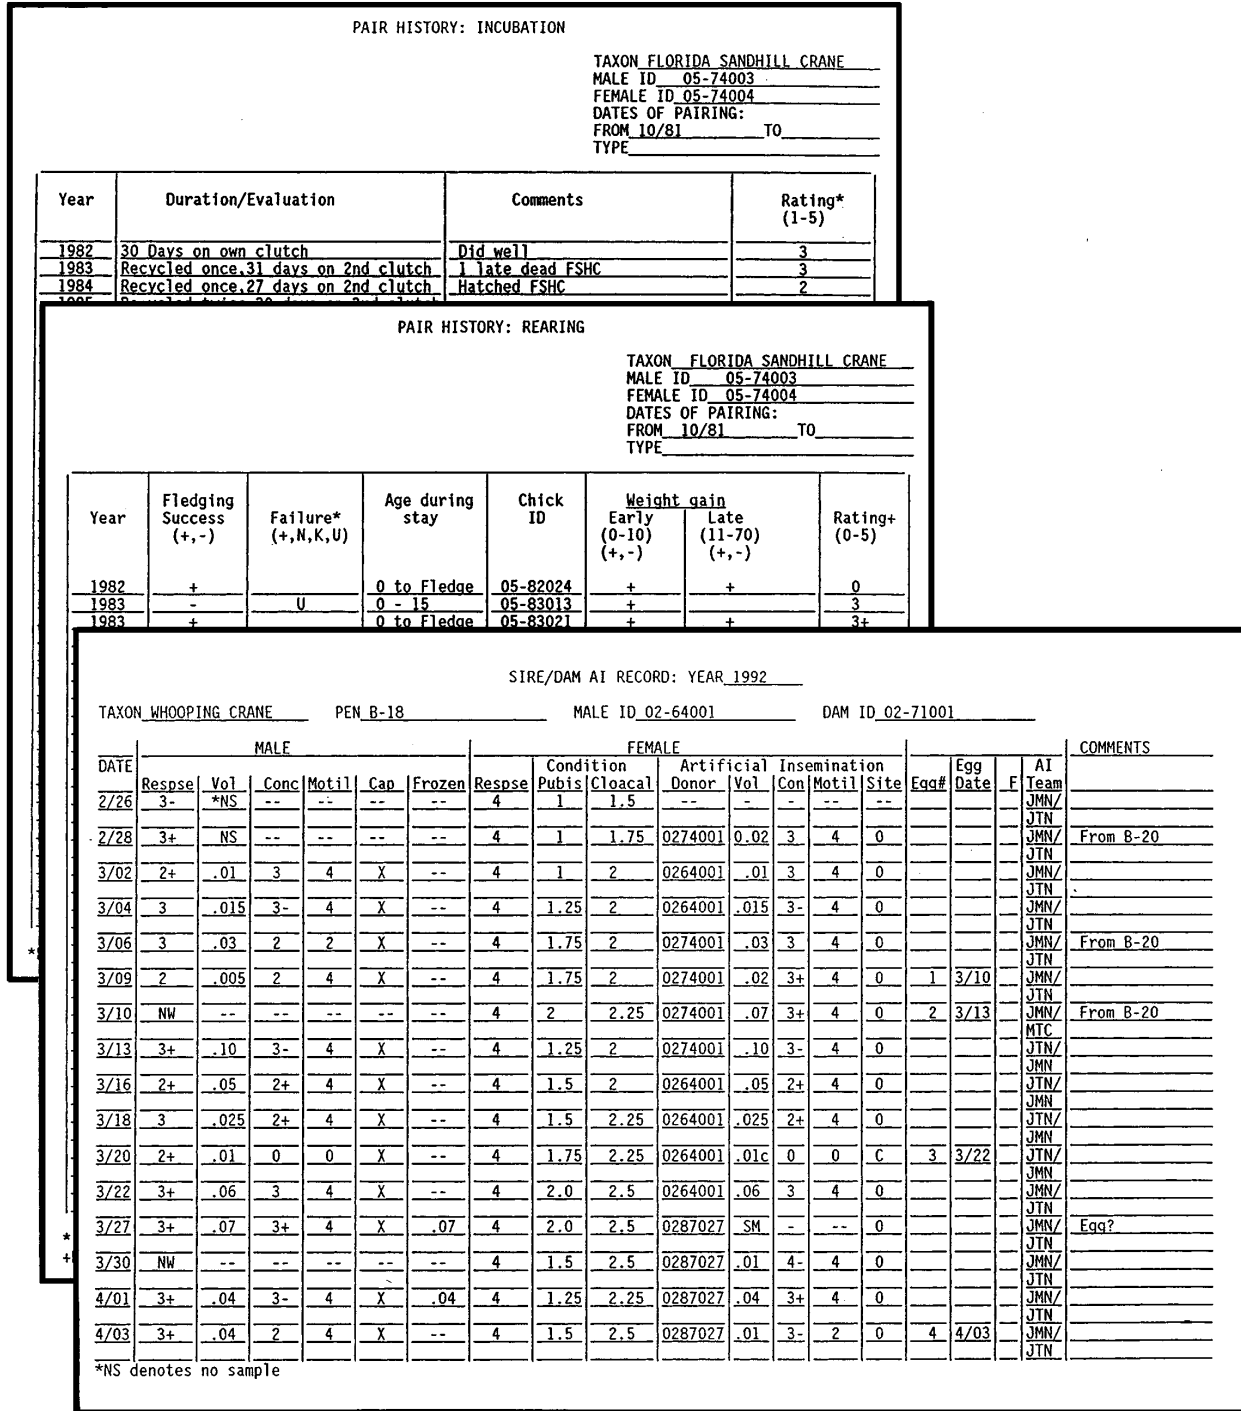 PAIR HISTORY: INCUBATION
TAXON FLORIDA SANDHILL CRANE
MALE ID 05-74003
FEMALE ID 05-74004
DATES OF PAIRING:
FROM 10/81 TO
TYPE
Year Duration/Evaluation Comments Rating*
(1-5)
1982 30 Days on own clutch Did well 3
1983 Recycled once,31 days on 2nd clutch 1 late dead FSHC 3
1984 Recycled once,27 days on 2nd clutch Hatched FSHC 2
PAIR HISTORY: REARING
TAXON FLORIDA SANDHILL CRANE
MALE ID 05-74003
FEMALE ID 05-74004
DATES OF PAIRING:
FROM 10/81 TO
TYPE
Fledging Age during Chick Weight gain
Year Success Failure* stay ID Early Late Rating+
(+,-) (+,N,K,U) (0-10) (11-70) (0-5)
(+,-) (+,-)
1982 + 0 to Fledge 05-82024 + + 0
1983 - U 0 - 15 05-83013 + 3
1983 + 0 to Fledge 05-83021 + + 3+
*
*
+
SIRE/DAM AI RECORD: YEAR 1992
TAXON WHOOPING CRANE PEN B-18 MALE ID 02-64001 DAM ID 02-71001
MALE FEMALE COMMENTS
DATE Condition Artificial Insemination Egg AI
Respse Vol Conc Motil Cap Frozen Respse Pubis Cloacal Donor Vol Con Motil Site Egg# Date F Team
2/26 3- *NS -- -- -- -- 4 1 1.5 -- - - -- -- JMN/
JTN
2/28 3+ NS -- -- -- -- 4 1 1.75 0274001 0.02 3 4 0 JMN/ From B-20
JTN
3/02 2+ .01 3 4 X -- 4 1 2 0264001 .01 3 4 0 JMN/
JTN
3/04 3 .015 3- 4 X -- 4 1.25 2 0264001 .015 3- 4 0 JMN/
JTN
3/06 3 .03 2 2 X -- 4 1.75 2 0274001 .03 3 4 0 JMN/ From B-20
JTN
3/09 2 .005 2 4 X -- 4 1.75 2 0274001 .02 3+ 4 0 1 3/10 JMN/
JTN
3/10 NW -- -- -- -- -- 4 2 2.25 0274001 .07 3+ 4 0 2 3/13 JMN/ From B-20
MTC
3/13 3+ .10 3- 4 X -- 4 1.25 2 0274001 .10 3- 4 0 JTN/
JMN
3/16 2+ .05 2+ 4 X -- 4 1.5 2 0264001 .05 2+ 4 0 JTN/
JMN
3/18 3 .025 2+ 4 X -- 4 1.5 2.25 0264001 .025 2+ 4 0 JTN/
JMN
3/20 2+ .01 0 0 X -- 4 1.75 2.25 0264001 .01c 0 0 C 3 3/22 JTN/
JMN
3/22 3+ .06 3 4 X -- 4 2.0 2.5 0264001 .06 3 4 0 JMN/
JTN
3/27 3+ .07 3+ 4 X .07 4 2.0 2.5 0287027 SM - -- 0 JMN/ Egg?
JTN
3/30 NW -- -- -- -- -- 4 1.5 2.5 0287027 .01 4- 4 0 JMN/
JTN
4/01 3+ .04 3- 4 X .04 4 1.25 2.25 0287027 .04 3+ 4 0 JMN/
JTN
4/03 3+ .04 2 4 X -- 4 1.5 2.5 0287027 .01 3- 2 0 4 4/03 JMN/
JTN
*NS denotes no sample